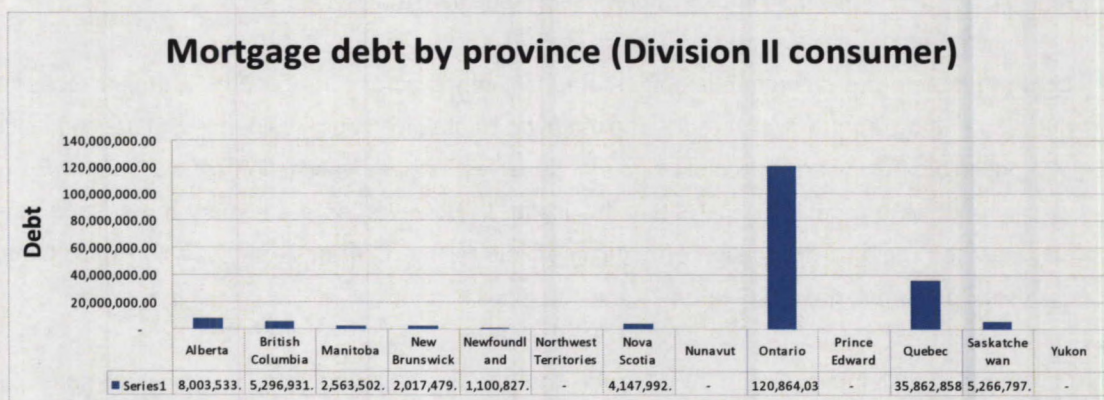 Mortgage debt by province (Division II consumer)
140,000,000.00
120,000,000.00
100,000,000.00
80,000,000.00
60,000,000.00
40,000,000.00
20,000,000.00
-
Debt
Alberta British Columbia Manitoba New Brunswick Newfoundl and Northwest Territories Nova Scotia Nunavut Ontario Prince Edward Quebec Saskatche wan Yukon
Series1 8,003,533. 5,296,931. 2,563,502. 2,017,479. 1,100,827. - 4,147,992. - 120,864,03 - 35,862,858 5,266,797. -